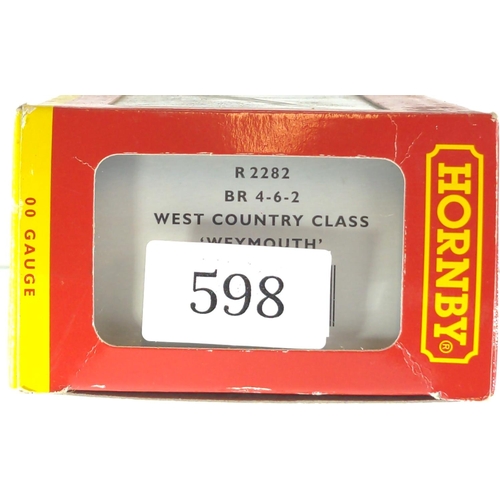 00 GAUGE
R 2282
BR 4-6-2
WEST COUNTRY CLASS
'WEYMOUTH'
598
HORNBY®